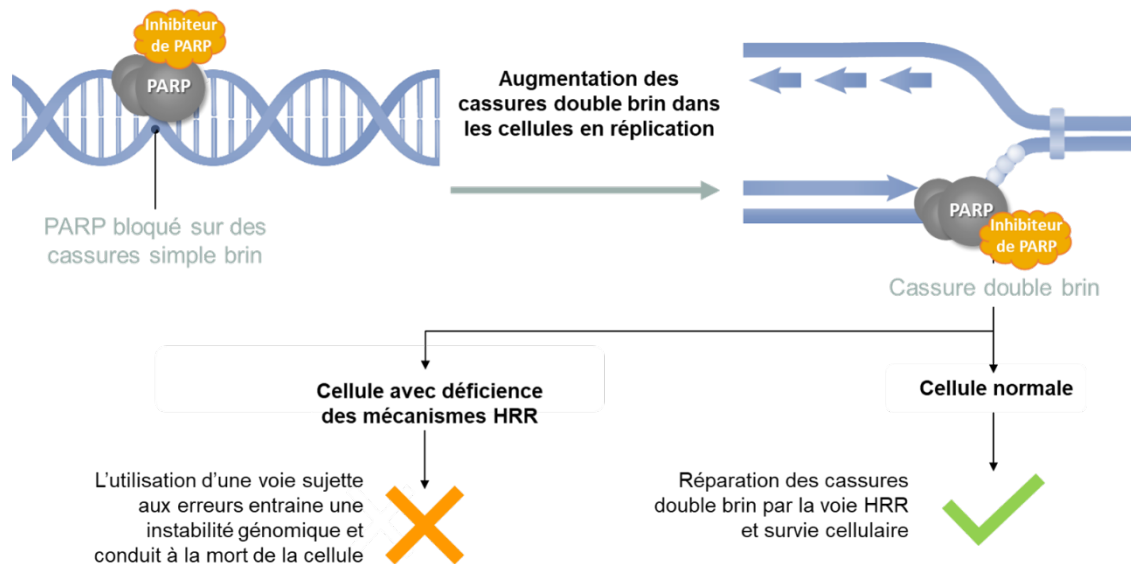 Inhibiteur
de PARP
PARP
Augmentation des
cassures double brin dans
les cellules en réplication
PARP bloqué sur des
cassures simple brin
PARP
Inhibiteur
de PARP
Cassure double brin
Cellule avec déficience
des mécanismes HRR
Cellule normale
L'utilisation d'une voie sujette
aux erreurs entraine une
instabilité génomique et
conduit à la mort de la cellule
Réparation des cassures
double brin par la voie HRR
et survie cellulaire